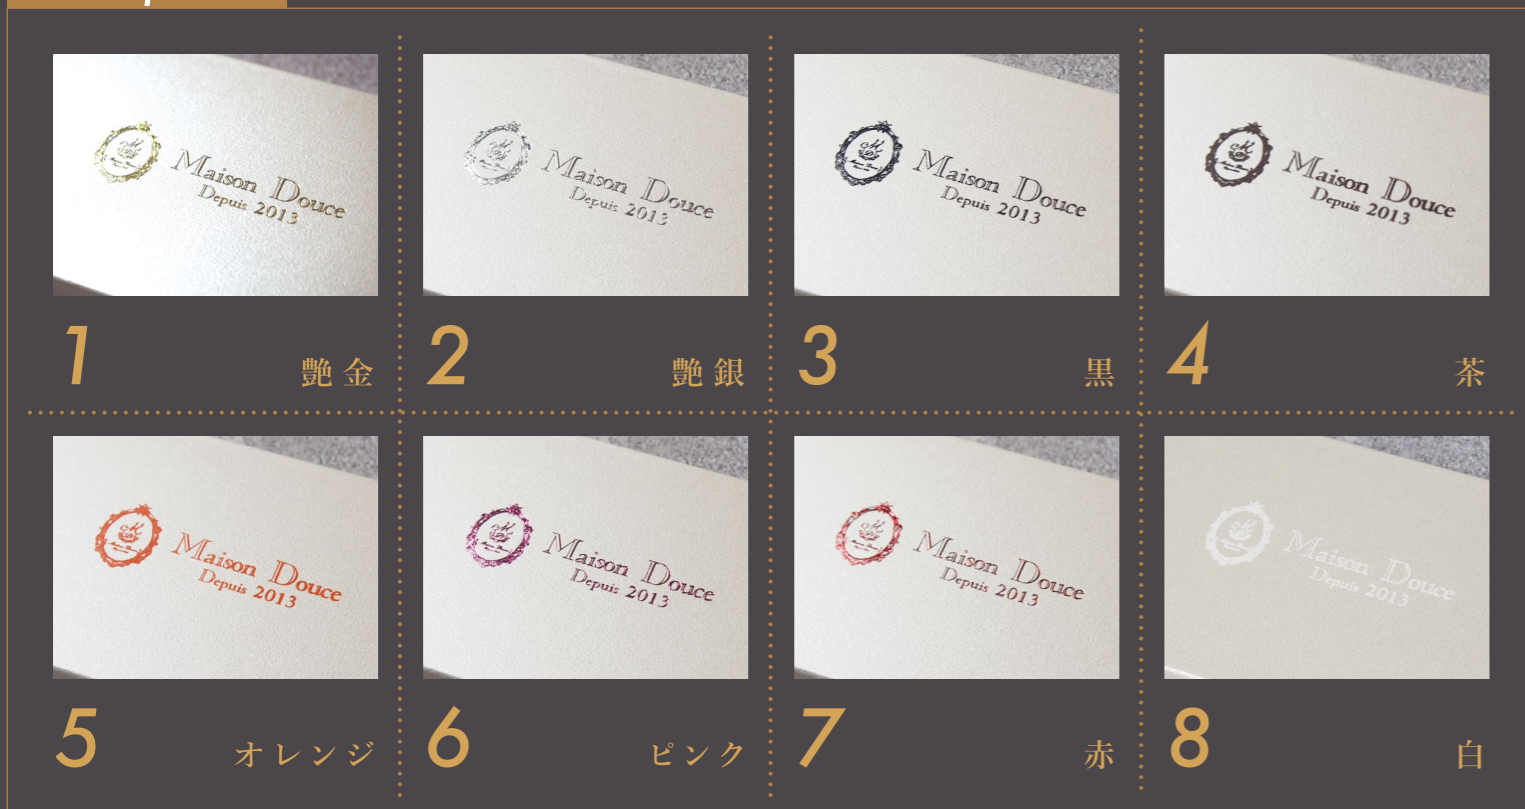 Maison Douce
Depuis 2013
1 艶金
Maison Douce
Depuis 2013
2 艶銀
Maison Douce
Depuis 2013
3 黒
Maison Douce
Depuis 2013
4 茶
Maison Douce
Depuis 2013
5 オレンジ
Maison Douce
Depuis 2013
6 ピンク
Maison Douce
Depuis 2013
7 赤
Maison Douce
Depuis 2013
8 白